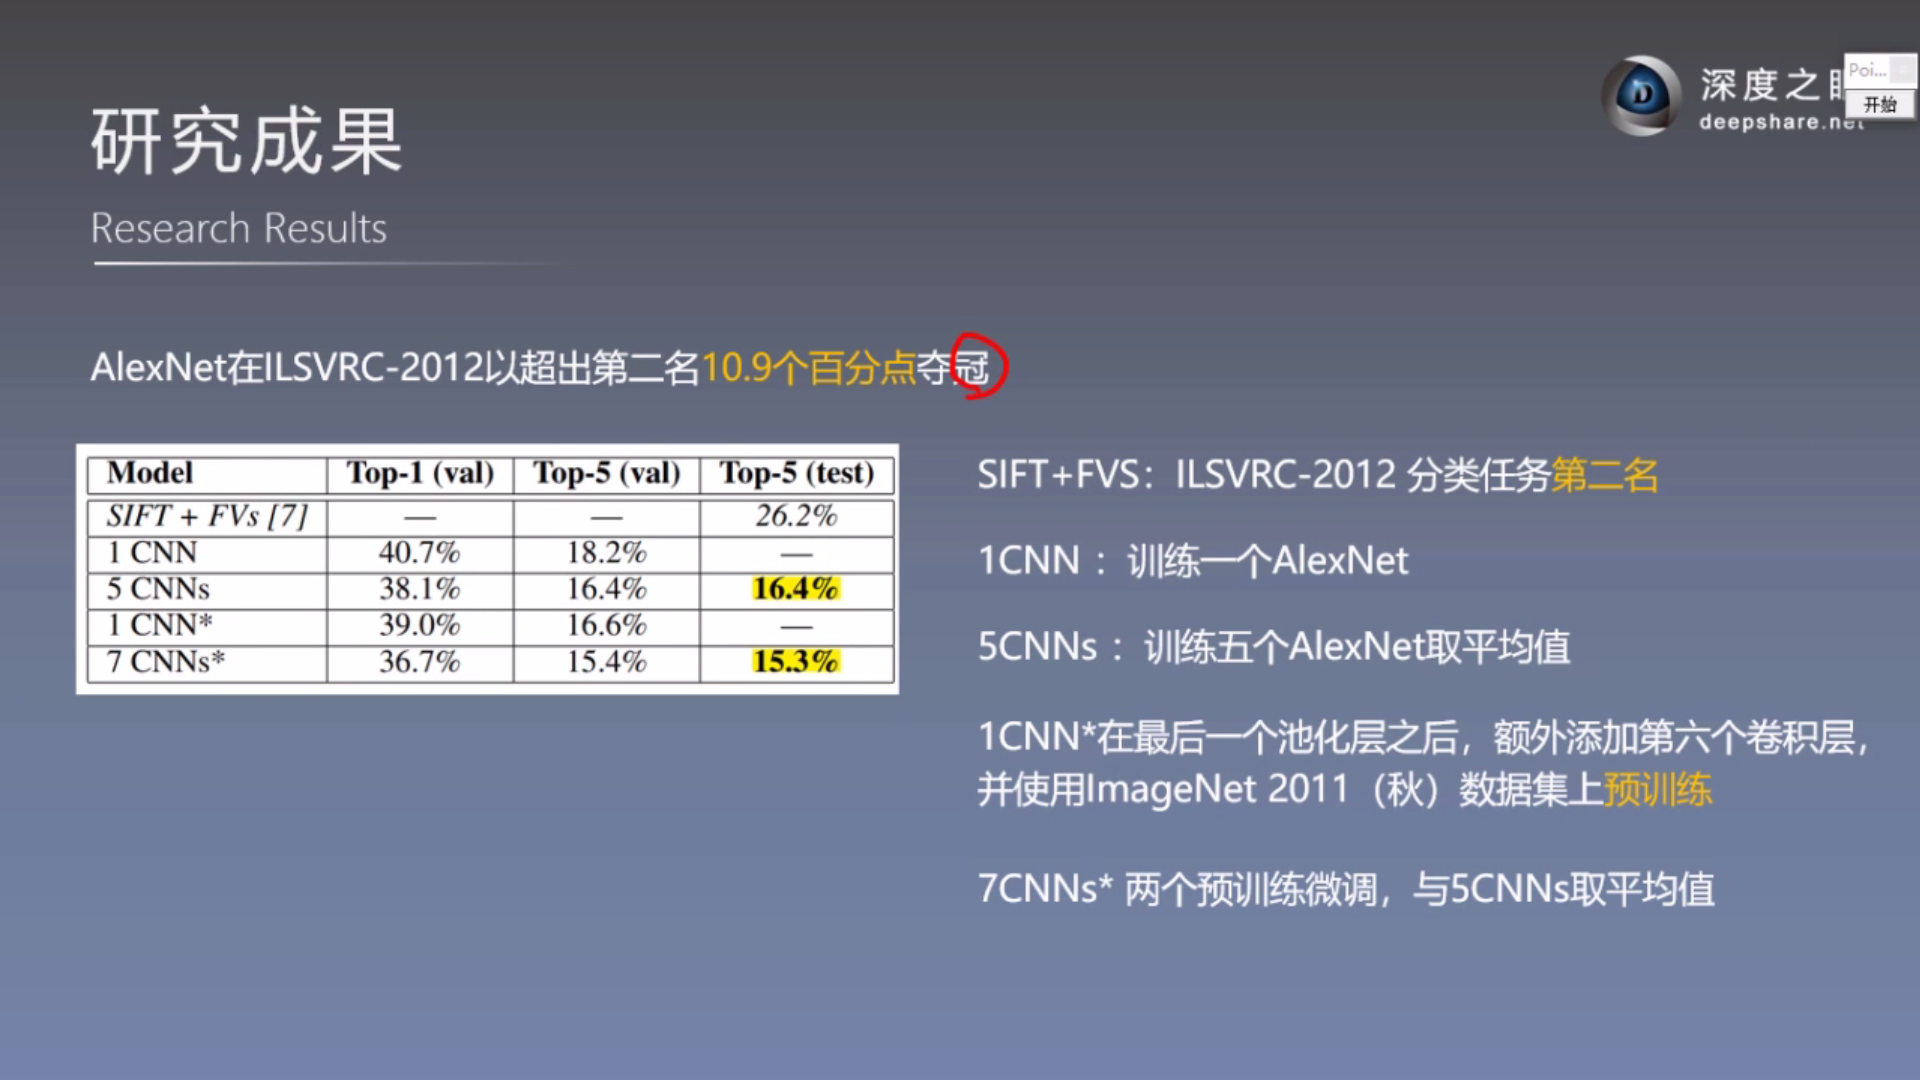 研究成果
Research Results
深度之
deepshare.net
Poi...
开始
AlexNet在ILSVRC-2012以超出第二名10.9个百分点夺冠
Model Top-1 (val) Top-5 (val) Top-5 (test)
SIFT + FVs [7] — — 26.2%
1 CNN 40.7% 18.2% —
5 CNNs 38.1% 16.4% 16.4%
1 CNN* 39.0% 16.6% —
7 CNNs* 36.7% 15.4% 15.3%
SIFT+FVS：ILSVRC-2012 分类任务第二名
1CNN ：训练一个AlexNet
5CNNs ：训练五个AlexNet取平均值
1CNN*在最后一个池化层之后，额外添加第六个卷积层，
并使用ImageNet 2011（秋）数据集上预训练
7CNNs* 两个预训练微调，与5CNNs取平均值